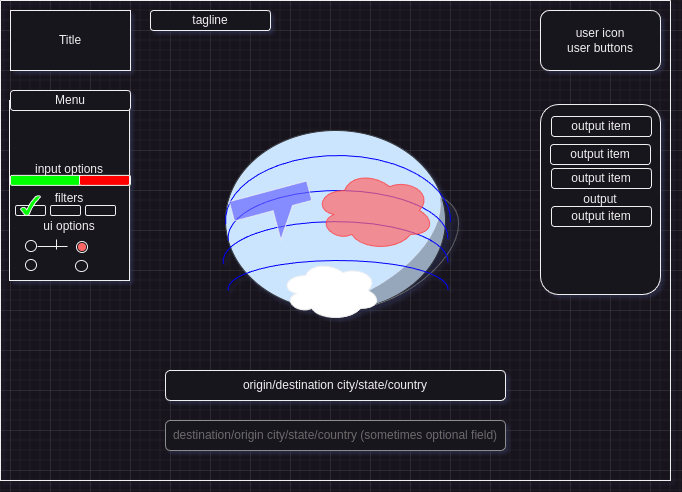 Title
tagline
user icon
user buttons
Menu
input options
filters
ui options
output item
output item
output item
output
output item
origin/destination city/state/country
destination/origin city/state/country (sometimes optional field)